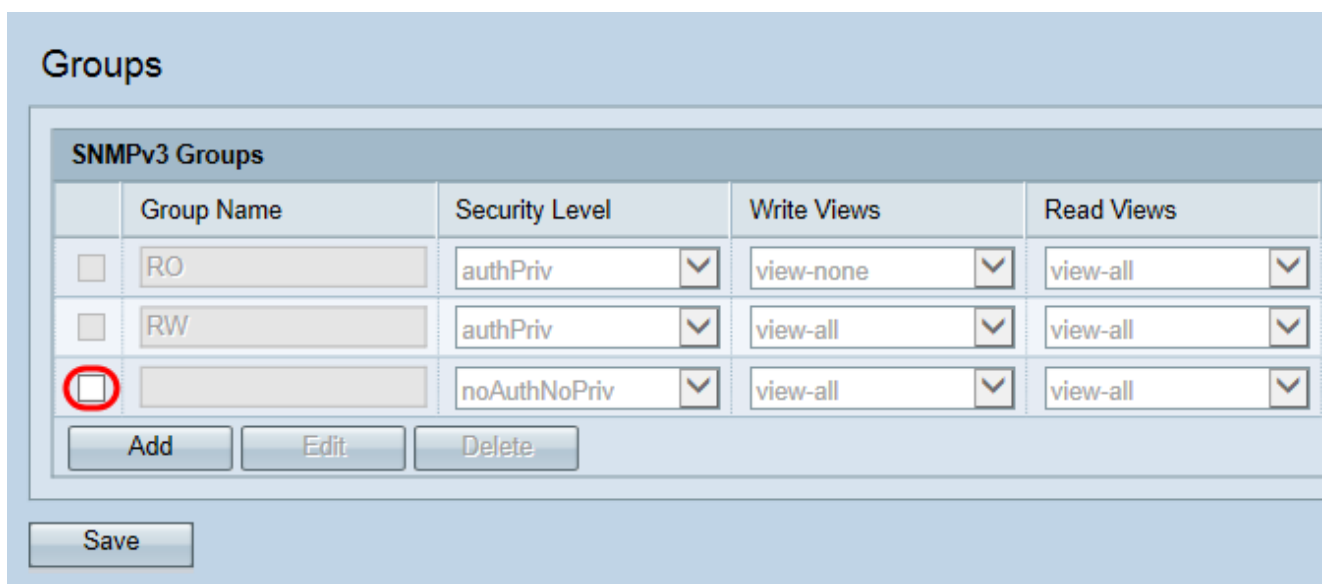 Groups
SNMPv3 Groups
Group Name Security Level Write Views Read Views
RO authPriv view-none view-all
RW authPriv view-all view-all
noAuthNoPriv view-all view-all
Add Edit Delete
Save